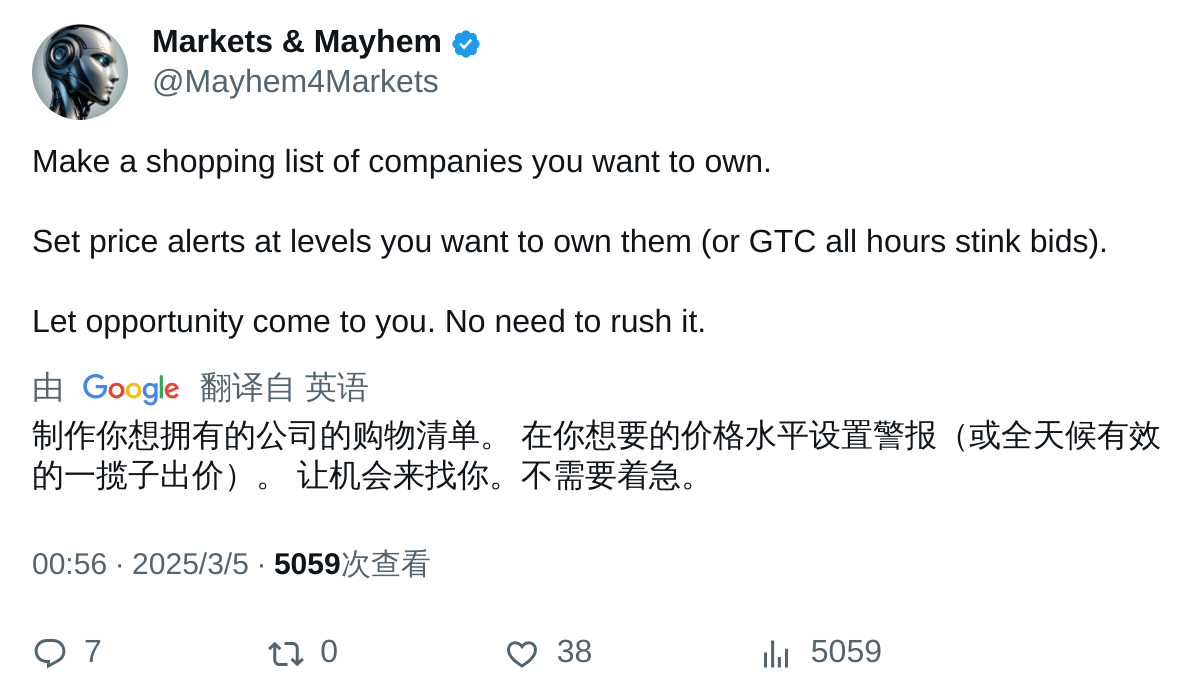 Markets & Mayhem
@Mayhem4Markets
Make a shopping list of companies you want to own.
Set price alerts at levels you want to own them (or GTC all hours stink bids).
Let opportunity come to you. No need to rush it.
由 Google 翻译自 英语
制作你想拥有的公司的购物清单。 在你想要的价格水平设置警报（或全天候有效
的一揽子出价）。 让机会来找你。不需要着急。
00:56 · 2025/3/5 · 5059次查看
7 0 38 5059